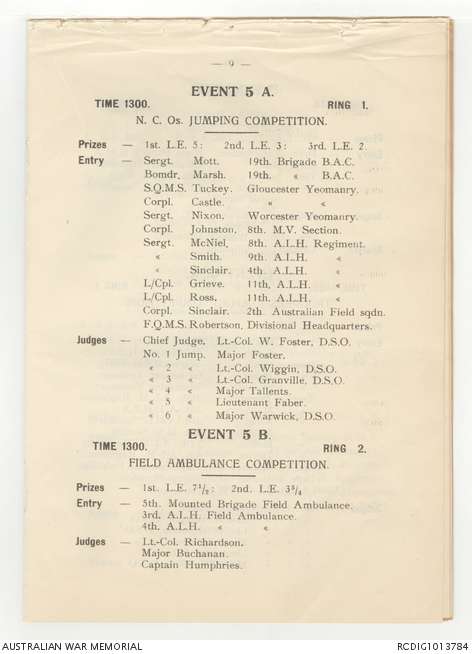 — 9 —
EVENT 5 A.
TIME 1300. RING 1.
N. C. Os. JUMPING COMPETITION.
Prizes — 1st. L.E. 5 : 2nd. L.E. 3 : 3rd. L.E. 2.
Entry — Sergt. Mott. 19th. Brigade B.A.C.
Bomdr. Marsh. 19th. « B.A.C.
S.Q.M.S. Tuckey. Gloucester Yeomanry.
Corpl. Castle. « «
Sergt. Nixon. Worcester Yeomanry.
Corpl. Johnston. 8th. M.V. Section.
Sergt. McNiel. 8th. A.L.H. Regiment.
« Smith. 9th. A.L.H. «
« Sinclair. 4th. A.L.H. «
L/Cpl. Grieve. 11th. A.L.H. «
L/Cpl. Ross. 11th. A.L.H. «
Corpl. Sinclair. 2th. Australian Field sqdn.
F.Q.M.S. Robertson, Divisional Headquarters.
Judges — Chief Judge, Lt.-Col. W. Foster, D.S.O.
No. 1 Jump. Major Foster.
« 2 « Lt.-Col. Wiggin, D.S.O.
« 3 « Lt.-Col. Granville, D.S.O.
« 4 « Major Tallents.
« 5 « Lieutenant Faber.
« 6 « Major Warwick, D.S.O.
EVENT 5 B.
TIME 1300. RING 2.
FIELD AMBULANCE COMPETITION.
Prizes — 1st. L.E. 7 1/2 : 2nd. L.E. 3 3/4
Entry — 5th. Mounted Brigade Field Ambulance.
3rd. A.L.H. Field Ambulance.
4th. A.L.H. « «
Judges — Lt.-Col. Richardson.
Major Buchanan.
Captain Humphries.
AUSTRALIAN WAR MEMORIAL RCDIG1013784